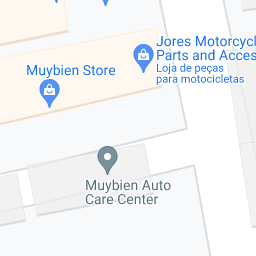 Jores Motorcycl
Parts and Acces
Loja de peças
para motocicletas
Muybien Store
Muybien Auto
Care Center